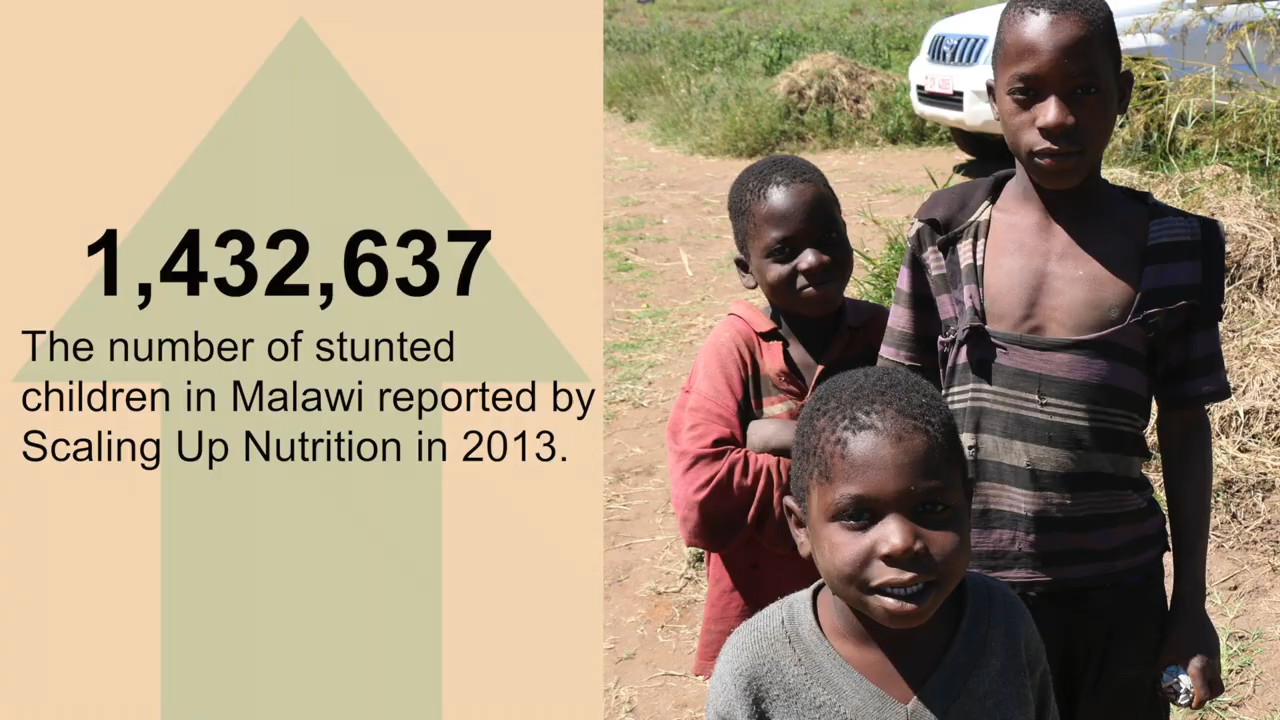 1,432,637
The number of stunted
children in Malawi reported by
Scaling Up Nutrition in 2013.